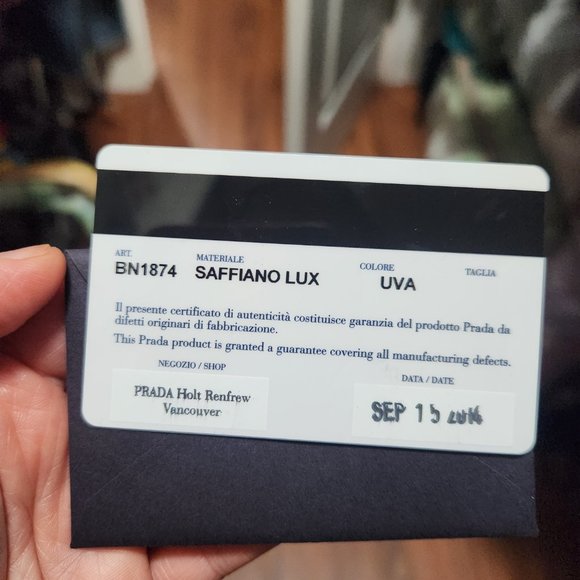 ART. MATERIALE COLORE TAGLIA
BN1874 SAFFIANO LUX UVA
Il presente certificato di autenticità costituisce garanzia del prodotto Prada da
difetti originari di fabbricazione.
This Prada product is granted a guarantee covering all manufacturing defects.
NEGOZIO / SHOP DATA / DATE
PRADA Holt Renfrew
Vancouver
SEP 15 2014